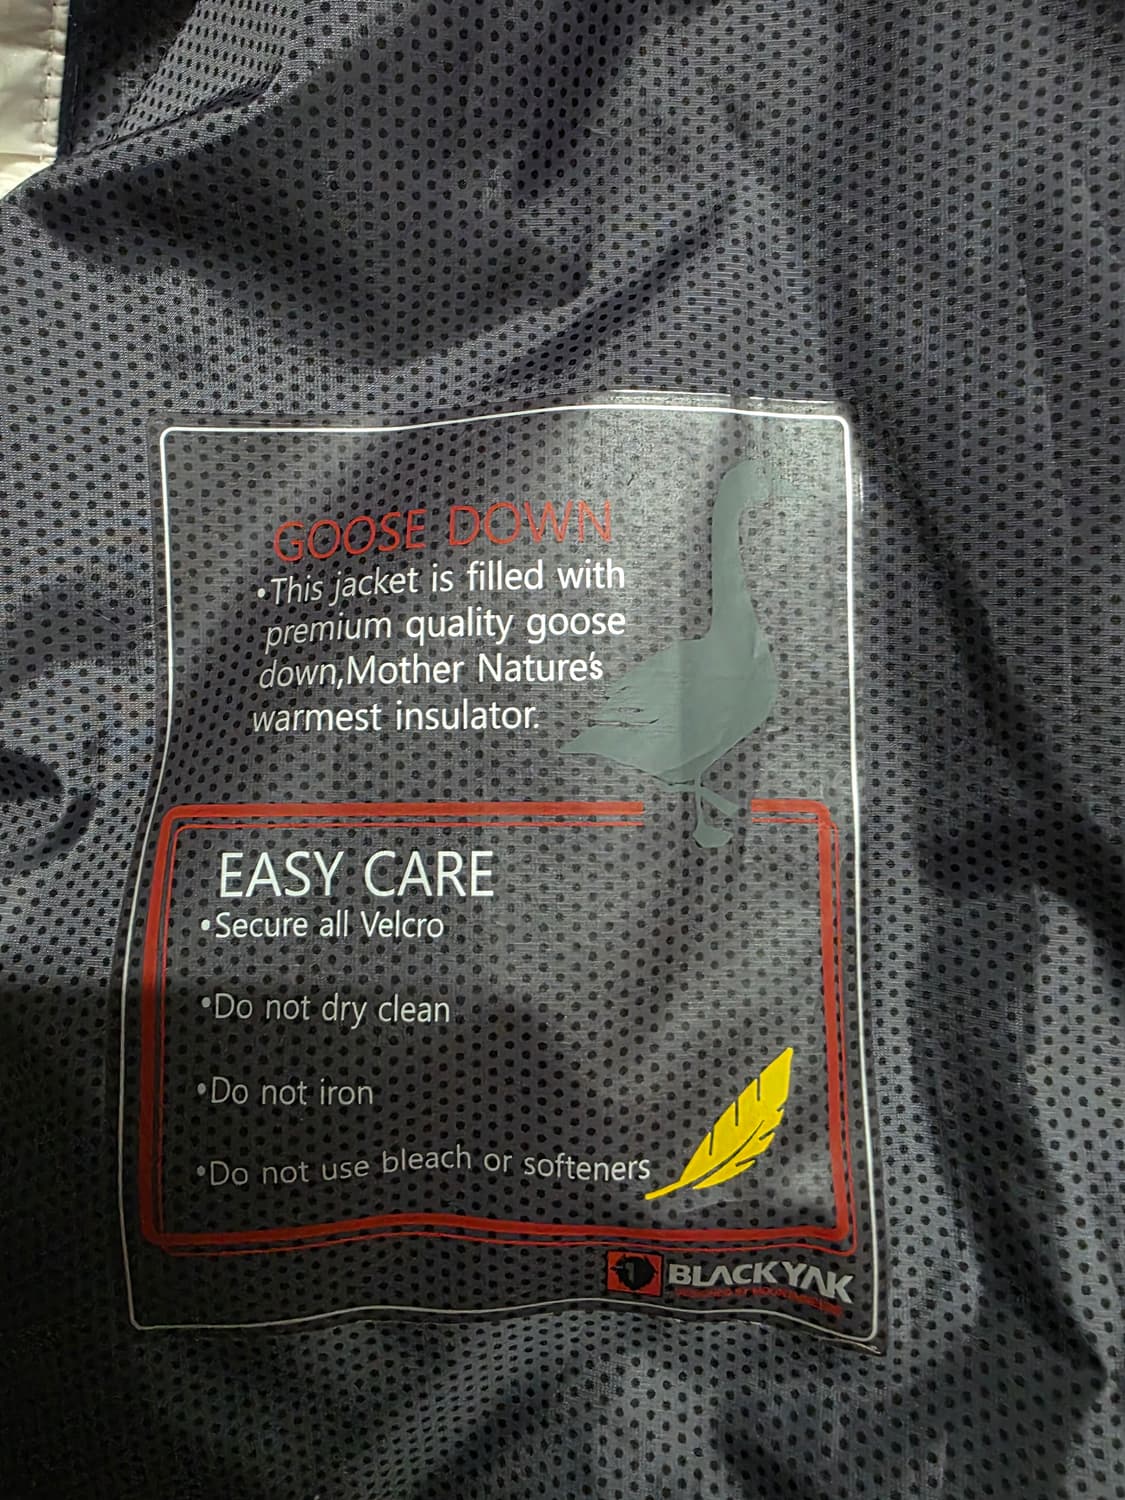 GOOSE DOWN
•This jacket is filled with
premium quality goose
down,Mother Nature's
warmest insulator.
EASY CARE
•Secure all Velcro
•Do not dry clean
•Do not iron
•Do not use bleach or softeners
BLACKYAK